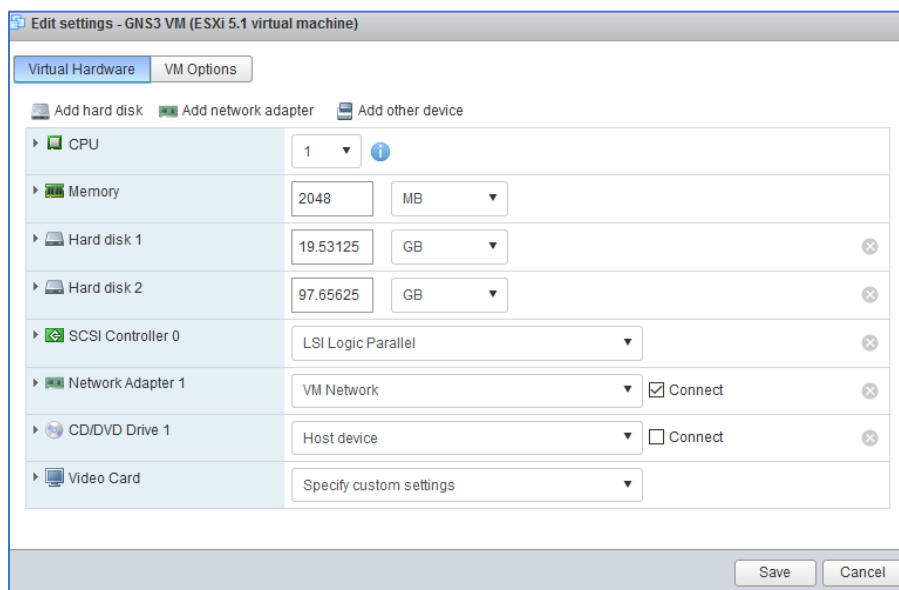 Edit settings - GNS3 VM (ESXi 5.1 virtual machine)
Virtual Hardware VM Options
Add hard disk Add network adapter Add other device
CPU 1
Memory 2048 MB
Hard disk 1 19.53125 GB
Hard disk 2 97.65625 GB
SCSI Controller 0 LSI Logic Parallel
Network Adapter 1 VM Network Connect
CD/DVD Drive 1 Host device Connect
Video Card Specify custom settings
Save Cancel